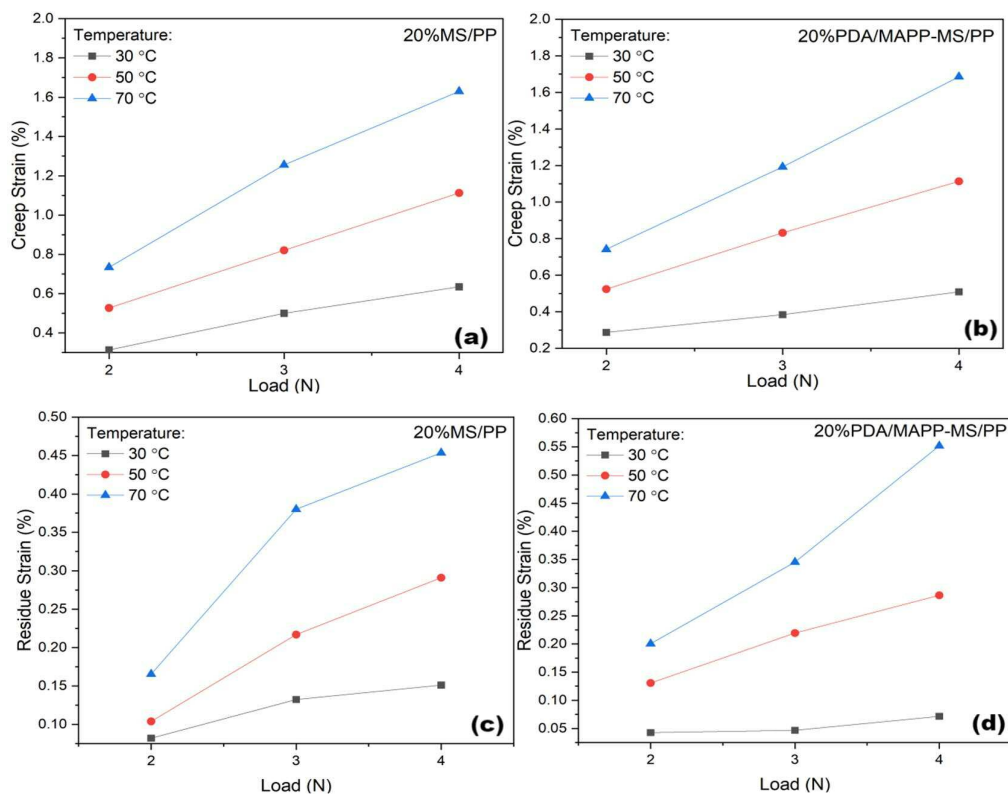 2.0
1.8
1.6
1.4
1.2
1.0
0.8
0.6
0.4
Creep Strain (%)
Temperature:
30 °C
50 °C
70 °C
20%MS/PP
(a)
2
3
4
Load (N)
2.0
1.8
1.6
1.4
1.2
1.0
0.8
0.6
0.4
0.2
Creep Strain (%)
Temperature:
30 °C
50 °C
70 °C
20%PDA/MAPP-MS/PP
(b)
2
3
4
Load (N)
0.50
0.45
0.40
0.35
0.30
0.25
0.20
0.15
0.10
Residue Strain (%)
Temperature:
30 °C
50 °C
70 °C
20%MS/PP
(c)
2
3
4
Load (N)
0.60
0.55
0.50
0.45
0.40
0.35
0.30
0.25
0.20
0.15
0.10
0.05
Residue Strain (%)
Temperature:
30 °C
50 °C
70 °C
20%PDA/MAPP-MS/PP
(d)
2
3
4
Load (N)